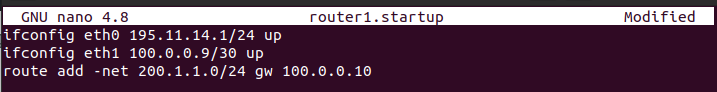 GNU nano 4.8 router1.startup Modified
ifconfig eth0 195.11.14.1/24 up
ifconfig eth1 100.0.0.9/30 up
route add -net 200.1.1.0/24 gw 100.0.0.10